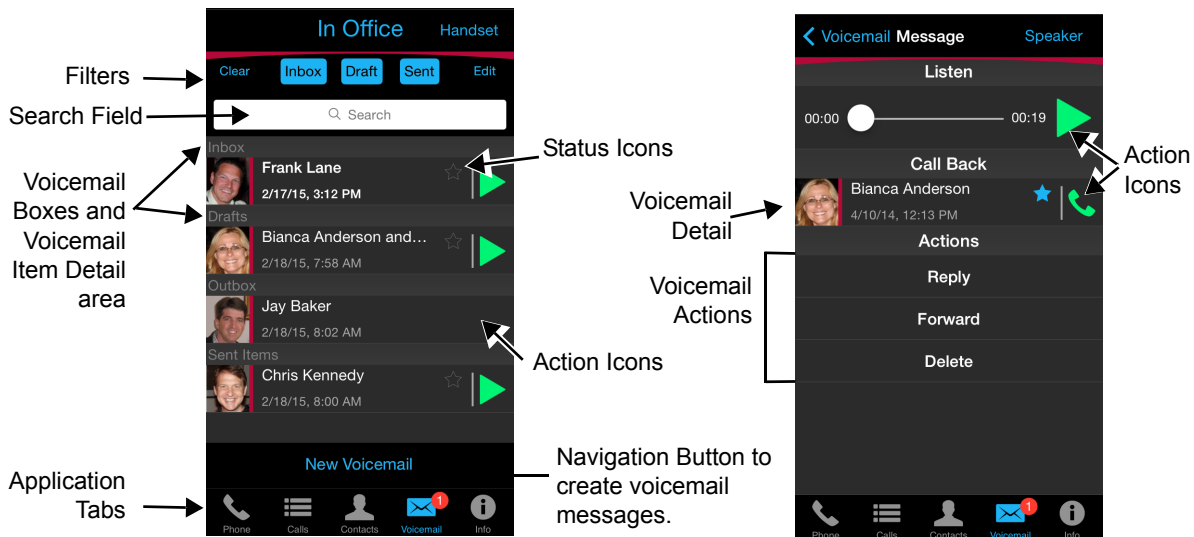 In Office Handset
Clear Inbox Draft Sent Edit
Search
Inbox
Frank Lane
2/17/15, 3:12 PM
Drafts
Bianca Anderson and...
2/18/15, 7:58 AM
Outbox
Jay Baker
2/18/15, 8:02 AM
Sent Items
Chris Kennedy
2/18/15, 8:00 AM
New Voicemail
1
Phone Calls Contacts Voicemail Info
Filters
Search Field
Voicemail
Boxes and
Voicemail
Item Detail
area
Application
Tabs
Status Icons
Action Icons
Navigation Button to
create voicemail
messages.
Voicemail Message Speaker
Listen
00:00 00:19
Call Back
Bianca Anderson
4/10/14, 12:13 PM
Actions
Reply
Forward
Delete
1
Phone Calls Contacts Voicemail Info
Voicemail
Detail
Voicemail
Actions
Action
Icons